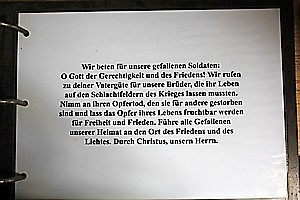 Wir beten für unsere gefallenen Soldaten:
O Gott der Gerechtigkeit und des Friedens! Wir rufen
zu deiner Vatergüte für unsere Brüder, die ihr Leben
auf den Schlachtfeldern des Krieges lassen mussten.
Nimm an ihren Opfertod, den sie für andere gestorben
sind und lass das Opfer ihres Lebens fruchtbar werden
für Freiheit und Frieden. Führe alle Gefallenen
unserer Heimat an den Ort des Friedens und des
Lichtes. Durch Christus, unsern Herrn.